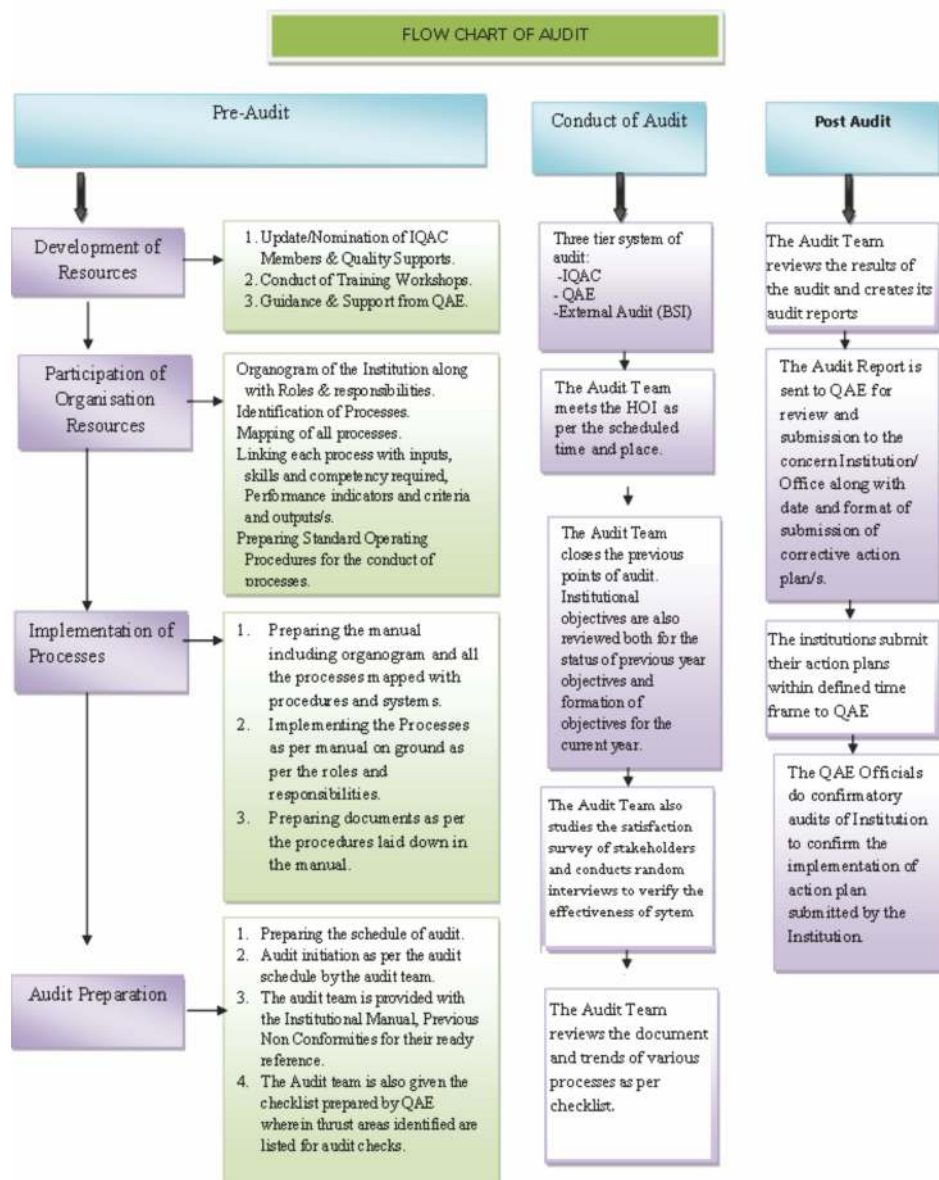 FLOW CHART OF AUDIT
Pre-Audit
Development of
Resources
1. Update/Nomination of IQAC
Members & Quality Supports.
2. Conduct of Training Workshops.
3. Guidance & Support from QAE.
Participation of
Organisation
Resources
Organogram of the Institution along
with Roles & responsibilities.
Identification of Processes.
Mapping of all processes.
Linking each process with inputs,
skills and competency required,
Performance indicators and criteria
and outputs/s.
Preparing Standard Operating
Procedures for the conduct of
processes.
Implementation of
Processes
1. Preparing the manual
including organogram and all
the processes mapped with
procedures and systems.
2. Implementing the Processes
as per manual on ground as
per the roles and
responsibilities.
3. Preparing documents as per
the procedures laid down in
the manual.
Audit Preparation
1. Preparing the schedule of audit.
2. Audit initiation as per the audit
schedule by the audit team.
3. The audit team is provided with
the Institutional Manual, Previous
Non Conformities for their ready
reference.
4. The Audit team is also given the
checklist prepared by QAE
where in thrust areas identified are
listed for audit checks.
Conduct of Audit
Three tier system of
audit:
-IQAC
- QAE
-External Audit (BSI)
The Audit Team
meets the HOI as
per the scheduled
time and place.
The Audit Team
closes the previous
points of audit.
Institutional
objectives are also
reviewed both for the
status of previous year
objectives and
formation of
objectives for the
current year.
The Audit Team also
studies the satisfaction
survey of stakeholders
and conducts random
interviews to verify the
effectiveness of sytem
The Audit Team
reviews the document
and trends of various
processes as per
checklist.
Post Audit
The Audit Team
reviews the results of
the audit and creates its
audit reports
The Audit Report is
sent to QAE for
review and
submission to the
concern Institution/
Office along with
date and format of
submission of
corrective action
plan/s.
The institutions submit
their action plans
within defined time
frame to QAE
The QAE Officials
do confirmatory
audits of Institution
to confirm the
implementation of
action plan
submitted by the
Institution.